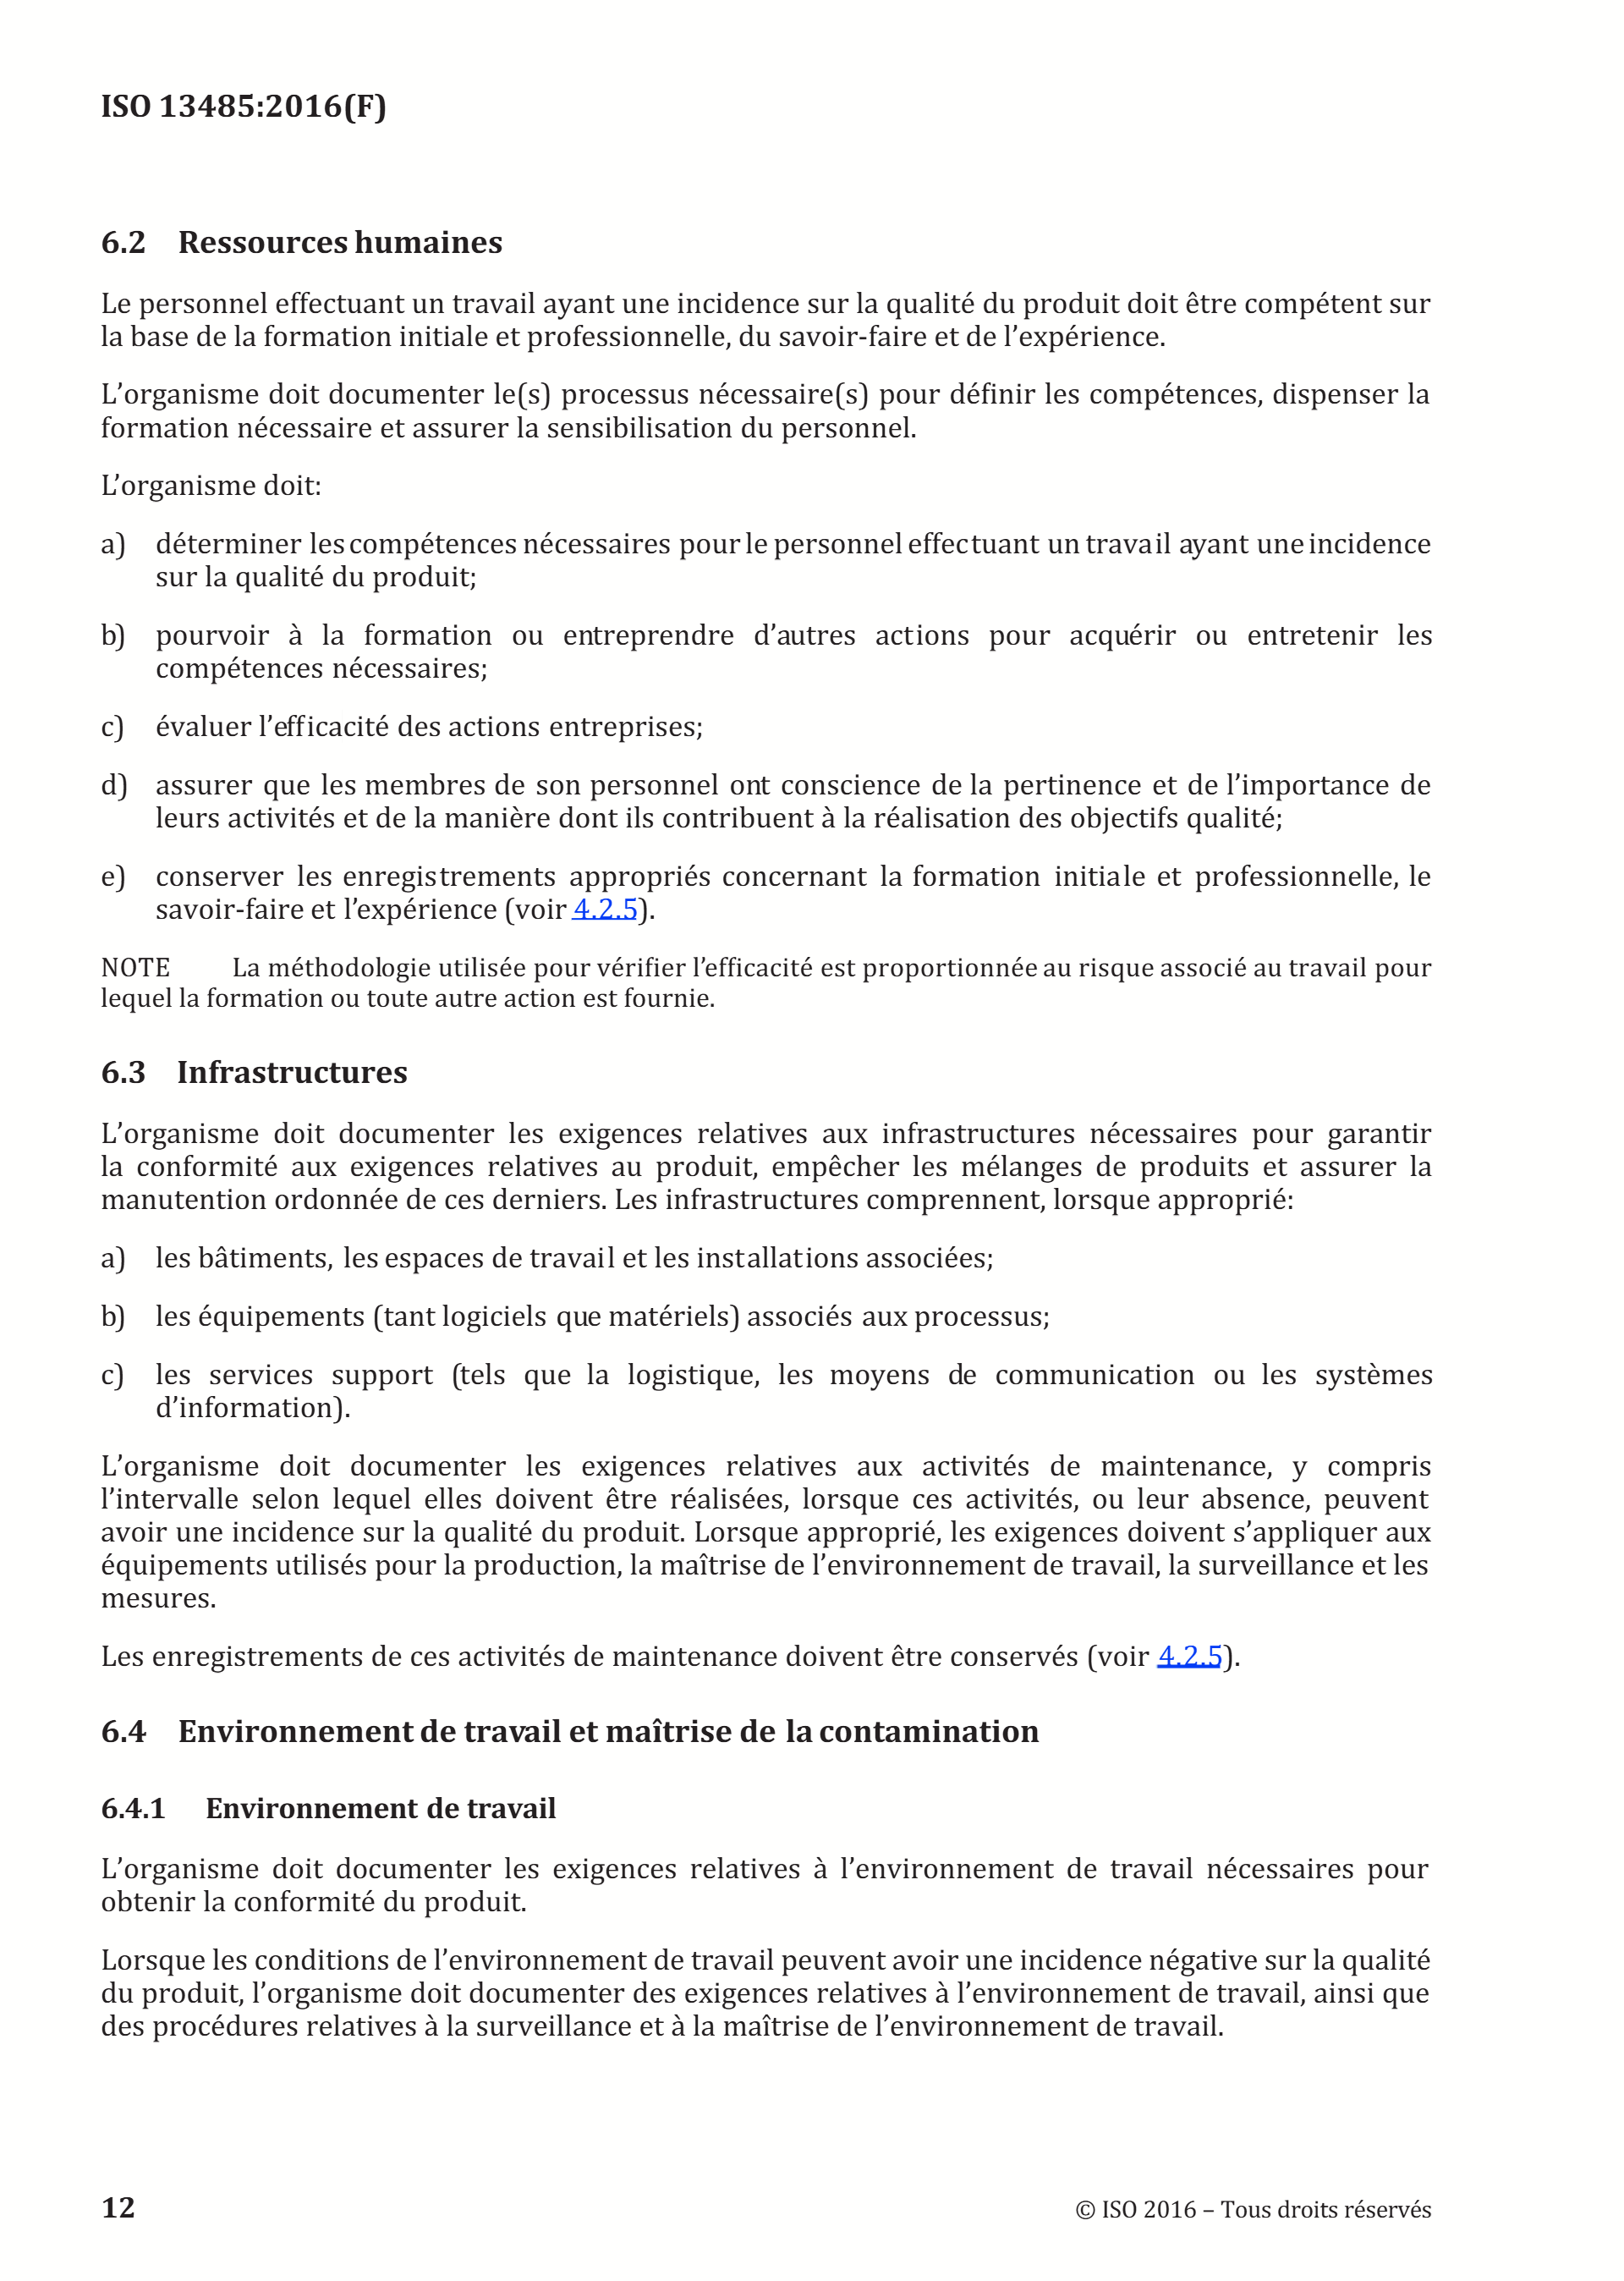 ISO 13485:2016(F)
6.2 Ressources humaines
Le personnel effectuant un travail ayant une incidence sur la qualité du produit doit être compétent sur
la base de la formation initiale et professionnelle, du savoir-faire et de l’expérience.
L’organisme doit documenter le(s) processus nécessaire(s) pour définir les compétences, dispenser la
formation nécessaire et assurer la sensibilisation du personnel.
L’organisme doit:
a) déterminer les compétences nécessaires pour le personnel effectuant un travail ayant une incidence
sur la qualité du produit;
b) pourvoir à la formation ou entreprendre d’autres actions pour acquérir ou entretenir les
compétences nécessaires;
c) évaluer l’efficacité des actions entreprises;
d) assurer que les membres de son personnel ont conscience de la pertinence et de l’importance de
leurs activités et de la manière dont ils contribuent à la réalisation des objectifs qualité;
e) conserver les enregistrements appropriés concernant la formation initiale et professionnelle, le
savoir-faire et l’expérience (voir 4.2.5).
NOTE La méthodologie utilisée pour vérifier l’efficacité est proportionnée au risque associé au travail pour
lequel la formation ou toute autre action est fournie.
6.3 Infrastructures
L’organisme doit documenter les exigences relatives aux infrastructures nécessaires pour garantir
la conformité aux exigences relatives au produit, empêcher les mélanges de produits et assurer la
manutention ordonnée de ces derniers. Les infrastructures comprennent, lorsque approprié:
a) les bâtiments, les espaces de travail et les installations associées;
b) les équipements (tant logiciels que matériels) associés aux processus;
c) les services support (tels que la logistique, les moyens de communication ou les systèmes
d’information).
L’organisme doit documenter les exigences relatives aux activités de maintenance, y compris
l’intervalle selon lequel elles doivent être réalisées, lorsque ces activités, ou leur absence, peuvent
avoir une incidence sur la qualité du produit. Lorsque approprié, les exigences doivent s’appliquer aux
équipements utilisés pour la production, la maîtrise de l’environnement de travail, la surveillance et les
mesures.
Les enregistrements de ces activités de maintenance doivent être conservés (voir 4.2.5).
6.4 Environnement de travail et maîtrise de la contamination
6.4.1 Environnement de travail
L’organisme doit documenter les exigences relatives à l’environnement de travail nécessaires pour
obtenir la conformité du produit.
Lorsque les conditions de l’environnement de travail peuvent avoir une incidence négative sur la qualité
du produit, l’organisme doit documenter des exigences relatives à l’environnement de travail, ainsi que
des procédures relatives à la surveillance et à la maîtrise de l’environnement de travail.
12 © ISO 2016 – Tous droits réservés